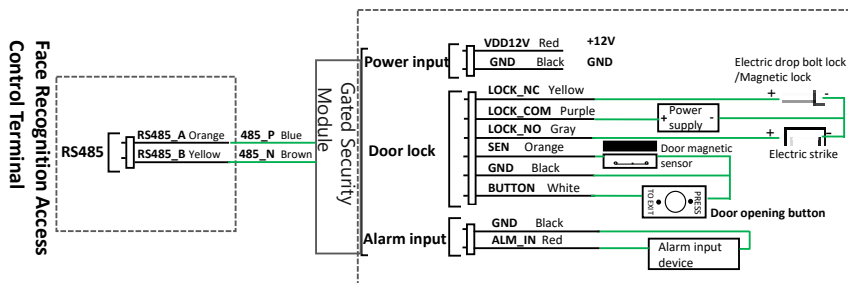 Face Recognition Access
Control Terminal
RS485
RS485_A Orange
RS485_B Yellow
485_P Blue
485_N Brown
Gated Security
Module
Power input
VDD12V Red +12V
GND Black GND
Door lock
LOCK_NC Yellow
LOCK_COM Purple
LOCK_NO Gray
SEN Orange
GND Black
BUTTON White
+ Power
supply -
Electric drop bolt lock
/Magnetic lock
+ -
+ -
Electric strike
Door magnetic
sensor
PRESS
TO EXIT
Door opening button
Alarm input
GND Black
ALM_IN Red
Alarm input
device